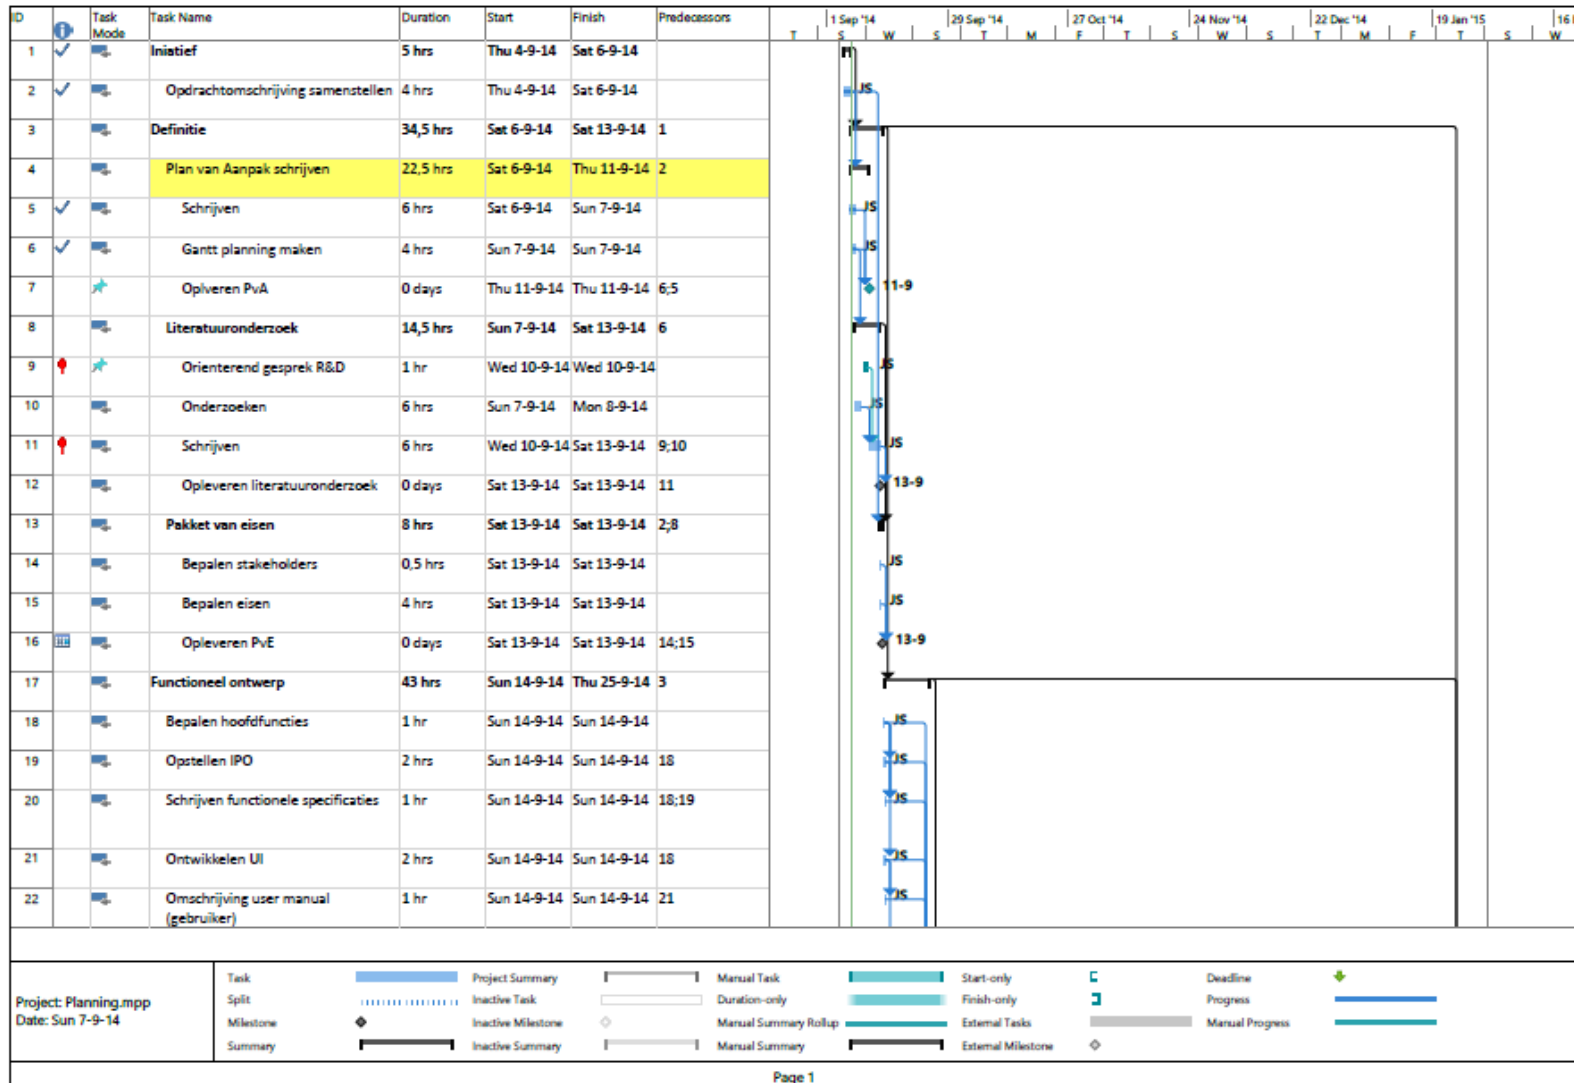 ID Task Mode Task Name Duration Start Finish Predecessors 1 Sep '14 29 Sep '14 27 Oct '14 24 Nov '14 22 Dec '14 19 Jan '15 16
T S W S T M F T S W S T M F T S W
1 Iniatief 5 hrs Thu 4-9-14 Sat 6-9-14
2 Opdrachtomschrijving samenstellen 4 hrs Thu 4-9-14 Sat 6-9-14 JS
3 Definitie 34,5 hrs Sat 6-9-14 Sat 13-9-14 1
4 Plan van Aanpak schrijven 22,5 hrs Sat 6-9-14 Thu 11-9-14 2
5 Schrijven 6 hrs Sat 6-9-14 Sun 7-9-14 JS
6 Gantt planning maken 4 hrs Sun 7-9-14 Sun 7-9-14 JS
7 Oplveren PvA 0 days Thu 11-9-14 Thu 11-9-14 6;5 11-9
8 Literatuuronderzoek 14,5 hrs Sun 7-9-14 Sat 13-9-14 6
9 Orienterend gesprek R&D 1 hr Wed 10-9-14 Wed 10-9-14 JS
10 Onderzoeken 6 hrs Sun 7-9-14 Mon 8-9-14 JS
11 Schrijven 6 hrs Wed 10-9-14 Sat 13-9-14 9;10 JS
12 Opleveren literatuuronderzoek 0 days Sat 13-9-14 Sat 13-9-14 11 13-9
13 Pakket van eisen 8 hrs Sat 13-9-14 Sat 13-9-14 2;8
14 Bepalen stakeholders 0,5 hrs Sat 13-9-14 Sat 13-9-14 JS
15 Bepalen eisen 4 hrs Sat 13-9-14 Sat 13-9-14 JS
16 Opleveren PvE 0 days Sat 13-9-14 Sat 13-9-14 14;15 13-9
17 Functioneel ontwerp 43 hrs Sun 14-9-14 Thu 25-9-14 3
18 Bepalen hoofdfuncties 1 hr Sun 14-9-14 Sun 14-9-14 JS
19 Opstellen IPO 2 hrs Sun 14-9-14 Sun 14-9-14 18 JS
20 Schrijven functionele specificaties 1 hr Sun 14-9-14 Sun 14-9-14 18;19 JS
21 Ontwikkelen UI 2 hrs Sun 14-9-14 Sun 14-9-14 18 JS
22 Omschrijving user manual 1 hr Sun 14-9-14 Sun 14-9-14 21 JS
(gebruiker)
Project: Planning.mpp
Date: Sun 7-9-14
Task Project Summary Manual Task Start-only Deadline
Split Inactive Task Duration-only Finish-only Progress
Milestone Inactive Milestone Manual Summary Rollup External Tasks Manual Progress
Summary Inactive Summary Manual Summary External Milestone
Page 1